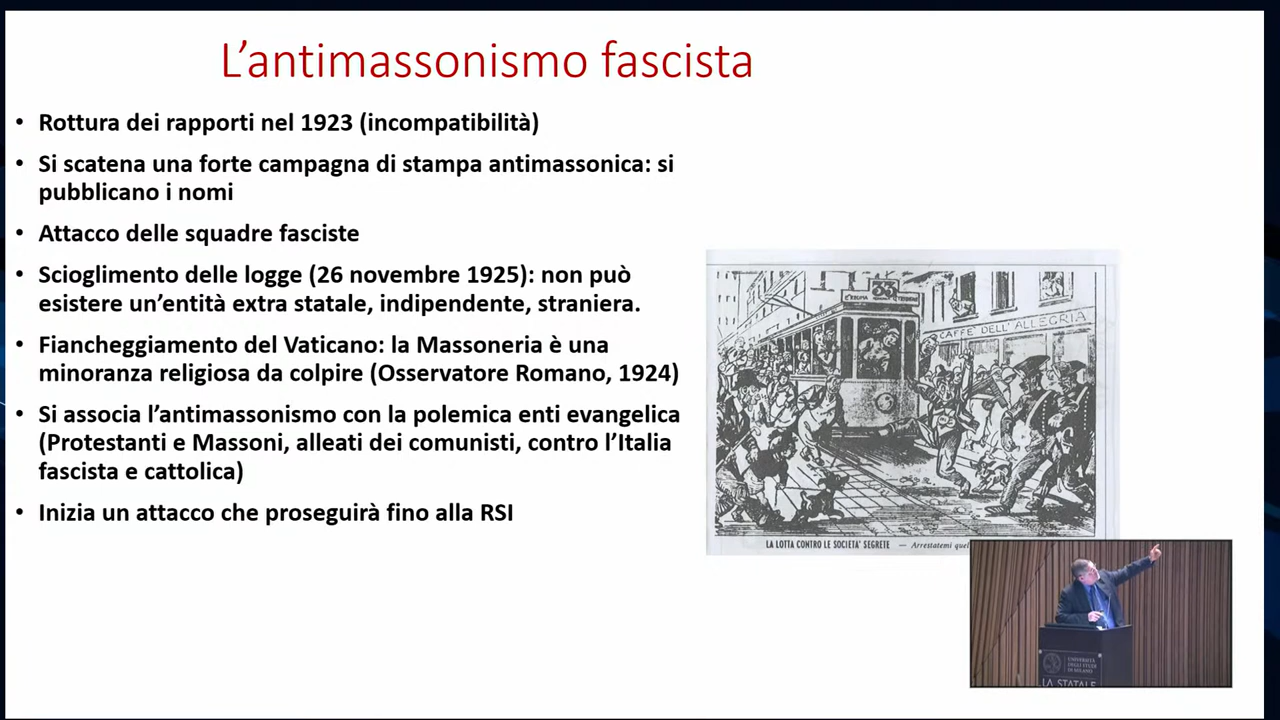 L’antimassonismo fascista
• Rottura dei rapporti nel 1923 (incompatibilità)
• Si scatena una forte campagna di stampa antimassonica: si
pubblicano i nomi
• Attacco delle squadre fasciste
• Scioglimento delle logge (26 novembre 1925): non può
esistere un’entità extra statale, indipendente, straniera.
• Fiancheggiamento del Vaticano: la Massoneria è una
minoranza religiosa da colpire (Osservatore Romano, 1924)
• Si associa l’antimassonismo con la polemica enti evangelica
(Protestanti e Massoni, alleati dei comunisti, contro l’Italia
fascista e cattolica)
• Inizia un attacco che proseguirà fino alla RSI
33
CAFFE' DELL' ALLEGRIA
LA LOTTA CONTRO LE SOCIETA' SEGRETE — Arrestatemi
UNIVERSITÀ
DEGLI STUDI
DI MILANO
LA STATALE